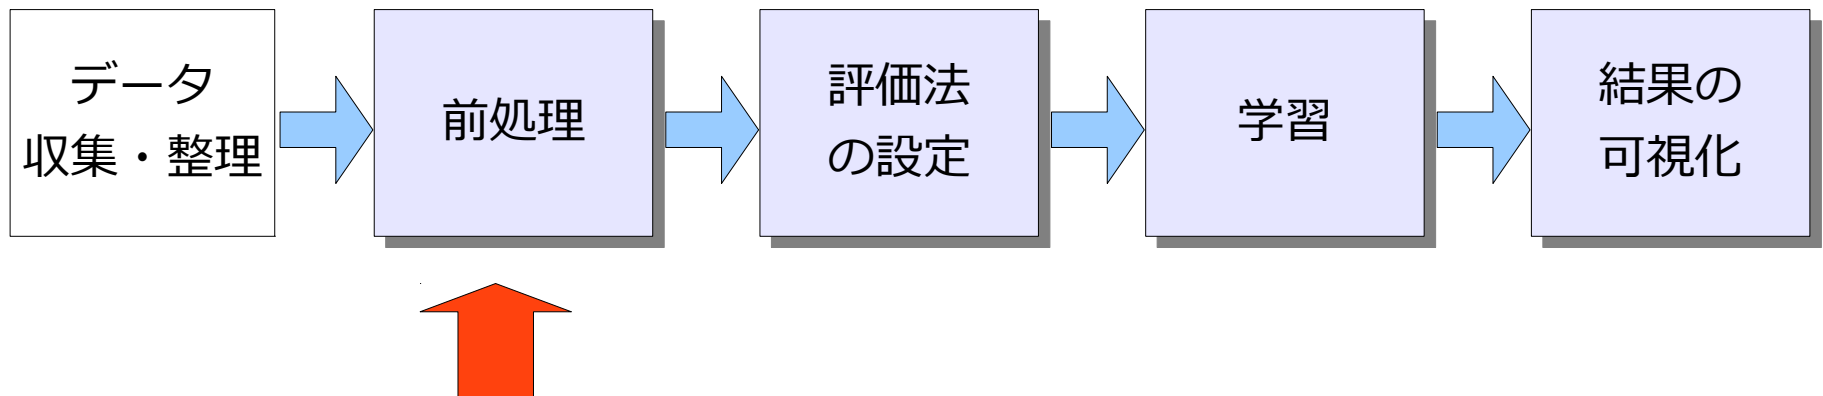 データ
収集・整理
前処理
評価法
の設定
学習
結果の
可視化